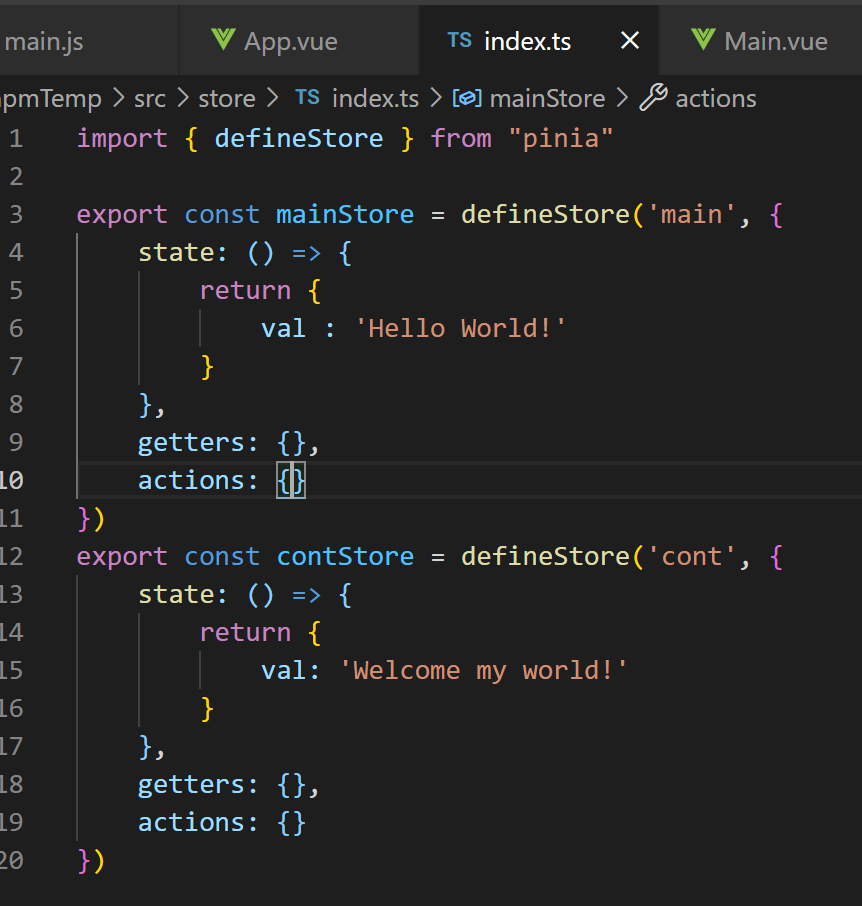 main.js App.vue TS index.ts Main.vue
pmTemp > src > store > TS index.ts > mainStore > actions
1 import { defineStore } from "pinia"
2
3 export const mainStore = defineStore('main', {
4 state: () => {
5 return {
6 val : 'Hello World!'
7 }
8 },
9 getters: {},
10 actions: {}
11 })
12 export const contStore = defineStore('cont', {
13 state: () => {
14 return {
15 val: 'Welcome my world!'
16 }
17 },
18 getters: {},
19 actions: {}
20 })